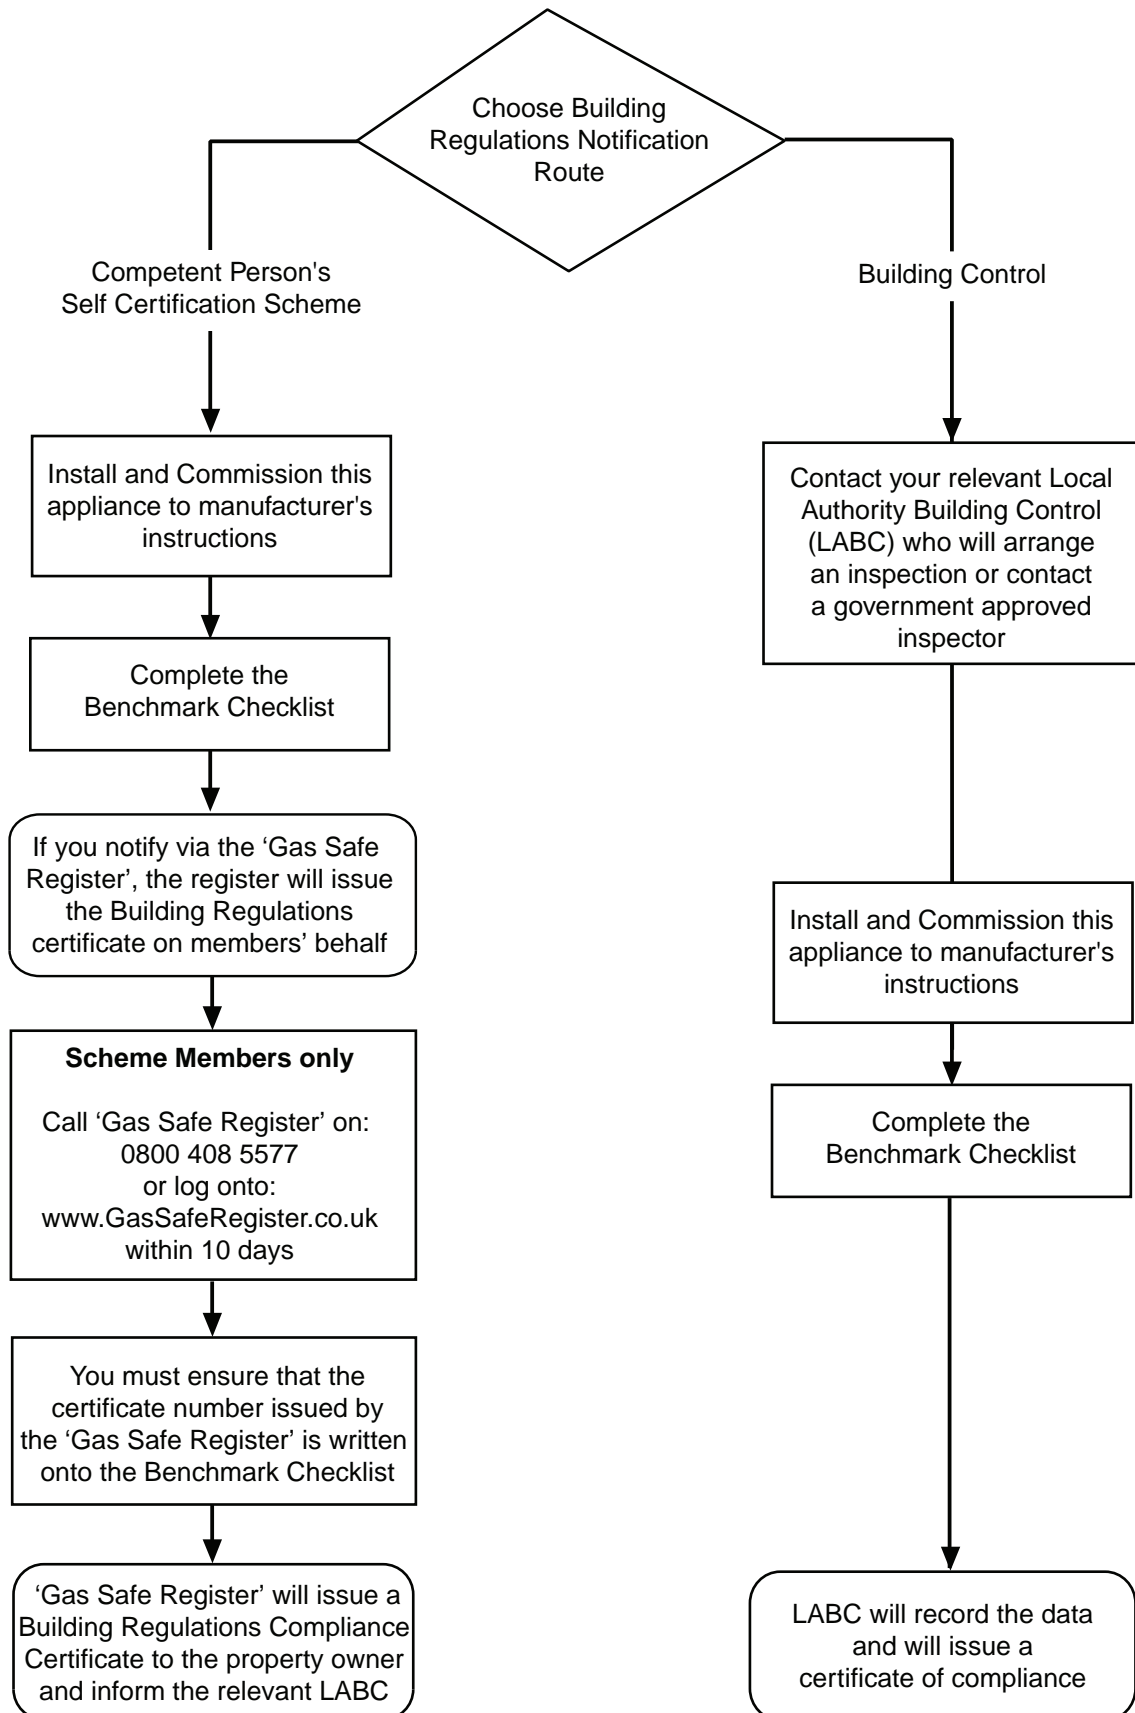 Choose Building
Regulations Notification
Route
Competent Person's
Self Certification Scheme
Building Control
Install and Commission this
appliance to manufacturer's
instructions
Contact your relevant Local
Authority Building Control
(LABC) who will arrange
an inspection or contact
a government approved
inspector
Complete the
Benchmark Checklist
If you notify via the ‘Gas Safe
Register’, the register will issue
the Building Regulations
certificate on members’ behalf
Install and Commission this
appliance to manufacturer's
instructions
Scheme Members only
Call ‘Gas Safe Register’ on:
0800 408 5577
or log onto:
www.GasSafeRegister.co.uk
within 10 days
Complete the
Benchmark Checklist
You must ensure that the
certificate number issued by
the ‘Gas Safe Register’ is written
onto the Benchmark Checklist
‘Gas Safe Register’ will issue a
Building Regulations Compliance
Certificate to the property owner
and inform the relevant LABC
LABC will record the data
and will issue a
certificate of compliance